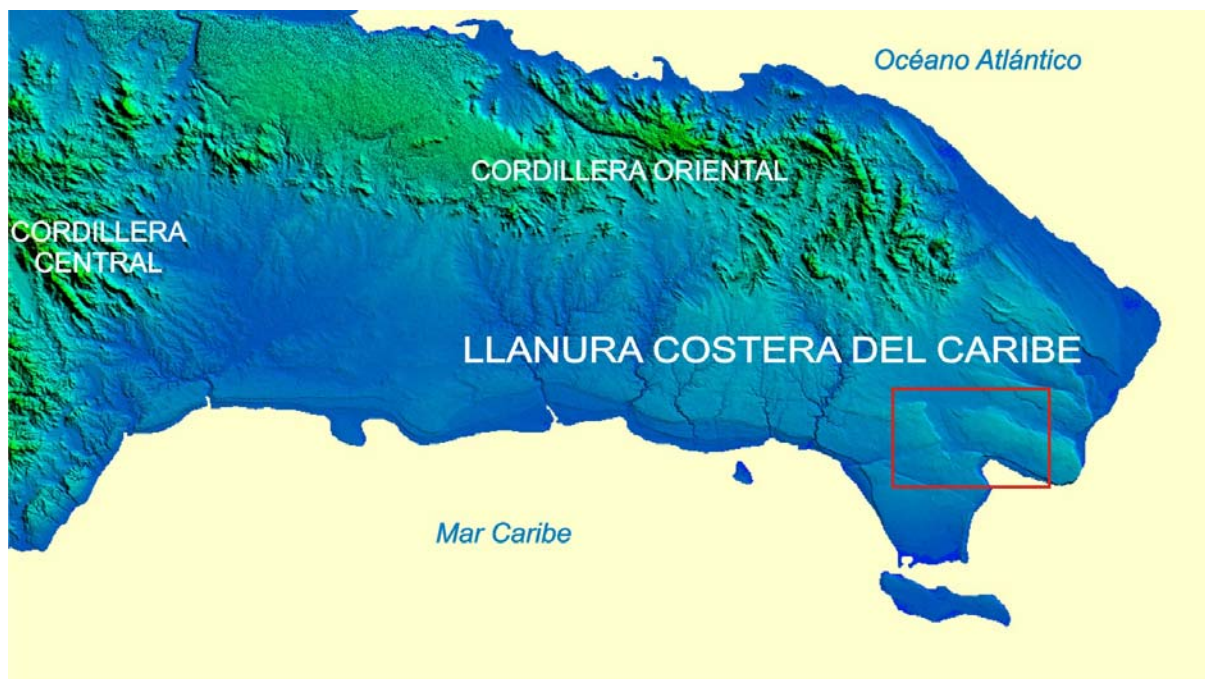 Océano Atlántico
CORDILLERA ORIENTAL
CORDILLERA
CENTRAL
LLANURA COSTERA DEL CARIBE
Mar Caribe